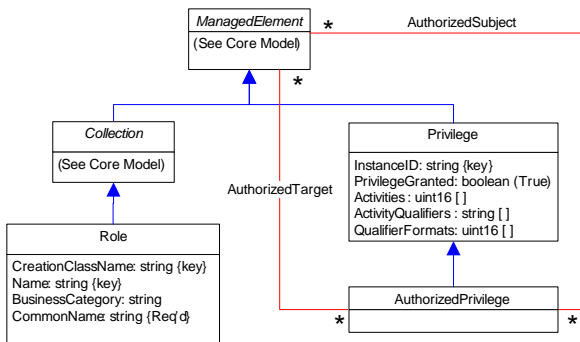 ManagedElement
(See Core Model)
*
AuthorizedSubject
*
Collection
(See Core Model)
Privilege
InstanceID: string {key}
PrivilegeGranted: boolean (True)
Activities : uint16 [ ]
ActivityQualifiers : string [ ]
QualifierFormats: uint16 [ ]
AuthorizedTarget
Role
CreationClassName: string {key}
Name: string {key}
BusinessCategory: string
CommonName: string {Req'd}
AuthorizedPrivilege
*
*